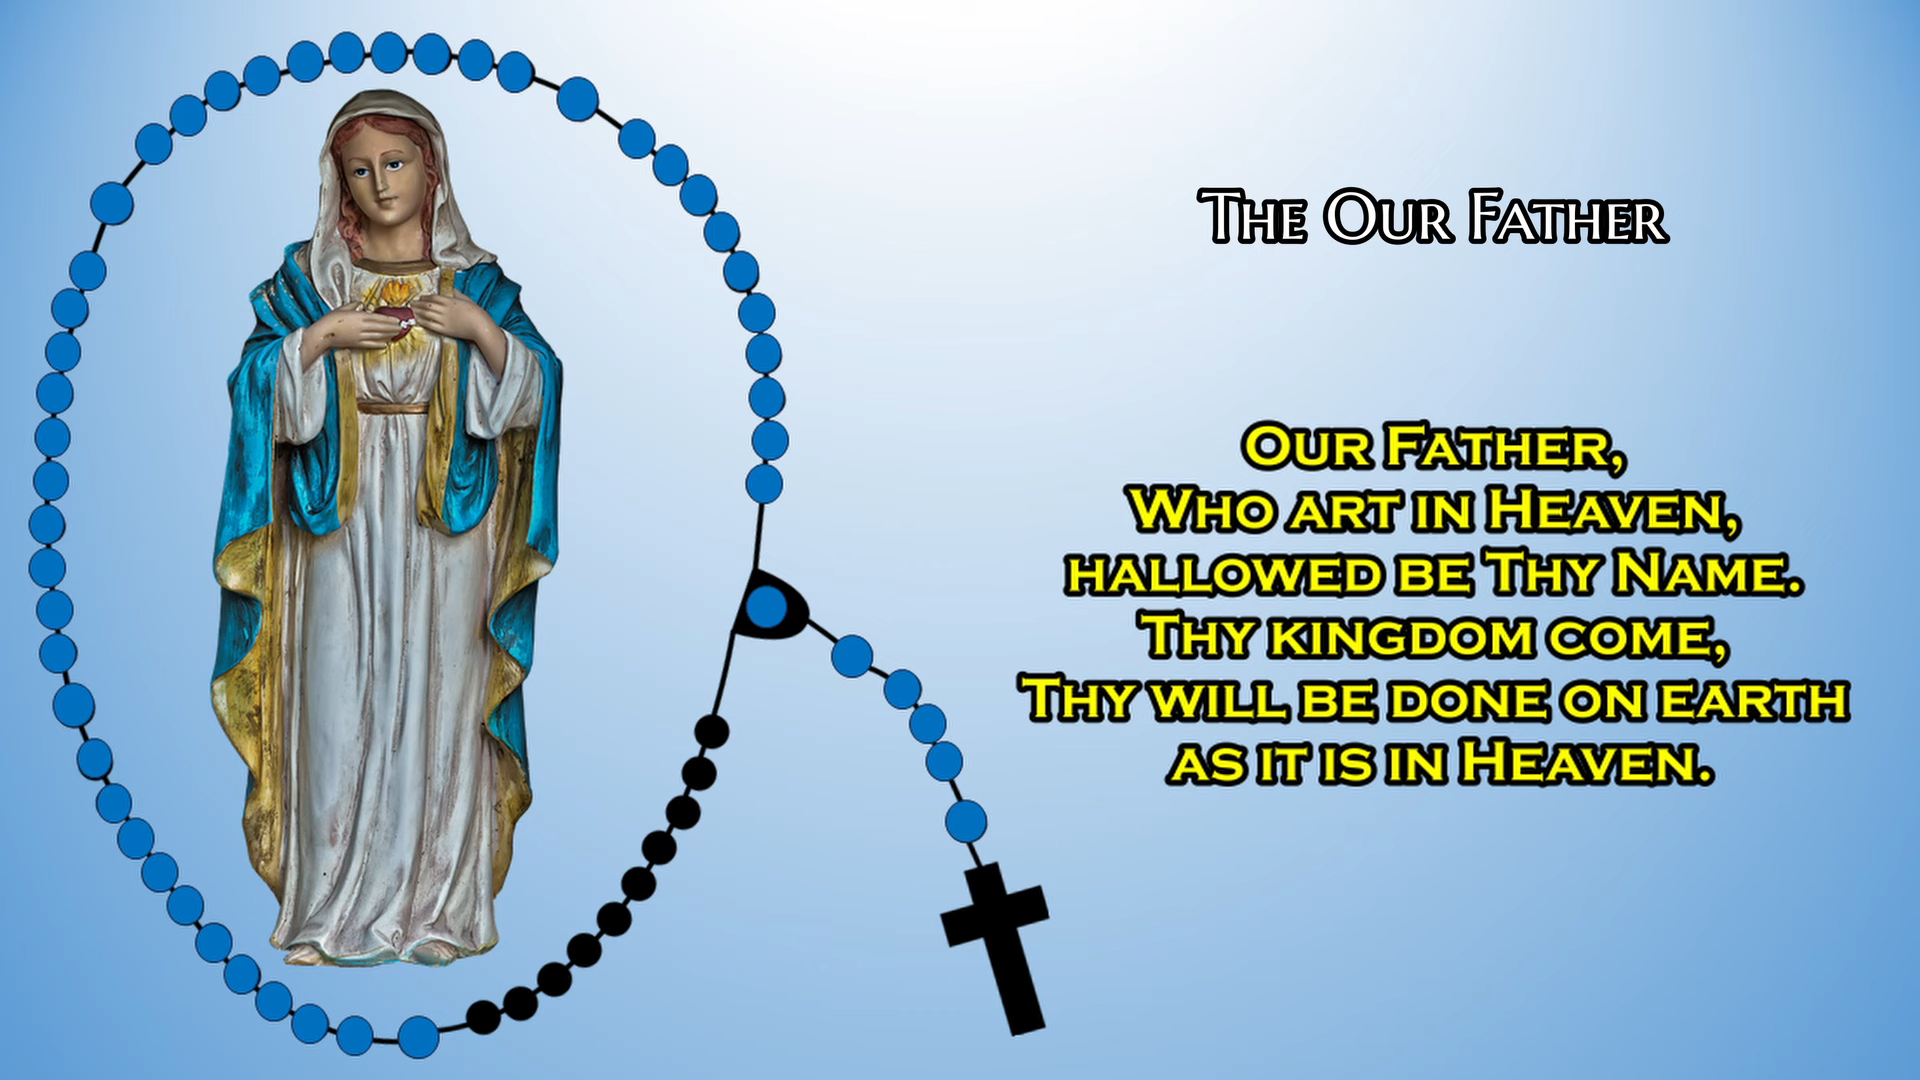 The Our Father
Our Father,
Who art in Heaven,
hallowed be Thy Name.
Thy kingdom come,
Thy will be done on earth
as it is in Heaven.